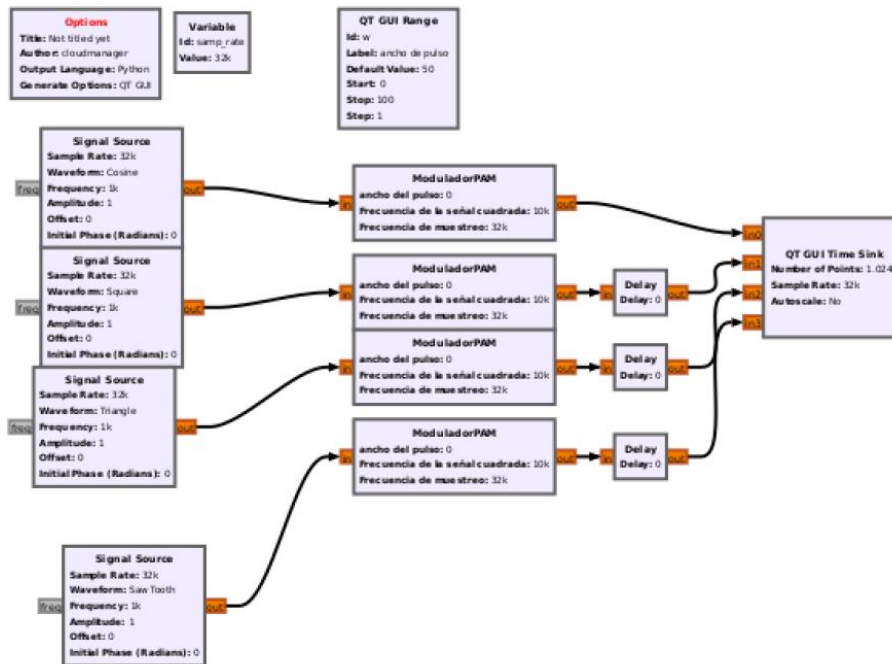 Options
Title: Not titled yet
Author: cloudmanager
Output Language: Python
Generate Options: QT GUI
Variable
Id: samp_rate
Value: 32k
QT GUI Range
Id: w
Label: ancho de pulso
Default Value: 50
Start: 0
Stop: 100
Step: 1
Signal Source
Sample Rate: 32k
Waveform: Cosine
Frequency: 1k
Amplitude: 1
Offset: 0
Initial Phase (Radians): 0
freq
out
ModuladorPAM
ancho del pulso: 0
Frecuencia de la señal cuadrada: 10k
Frecuencia de muestreo: 32k
in
out
Signal Source
Sample Rate: 32k
Waveform: Square
Frequency: 1k
Amplitude: 1
Offset: 0
Initial Phase (Radians): 0
freq
out
ModuladorPAM
ancho del pulso: 0
Frecuencia de la señal cuadrada: 10k
Frecuencia de muestreo: 32k
in
out
Delay
Delay: 0
in
out
Signal Source
Sample Rate: 32k
Waveform: Triangle
Frequency: 1k
Amplitude: 1
Offset: 0
Initial Phase (Radians): 0
freq
out
ModuladorPAM
ancho del pulso: 0
Frecuencia de la señal cuadrada: 10k
Frecuencia de muestreo: 32k
in
out
Delay
Delay: 0
in
out
Signal Source
Sample Rate: 32k
Waveform: Saw Tooth
Frequency: 1k
Amplitude: 1
Offset: 0
Initial Phase (Radians): 0
freq
out
ModuladorPAM
ancho del pulso: 0
Frecuencia de la señal cuadrada: 10k
Frecuencia de muestreo: 32k
in
out
Delay
Delay: 0
in
out
in0
in1
in2
in3
QT GUI Time Sink
Number of Points: 1.024
Sample Rate: 32k
Autoscale: No